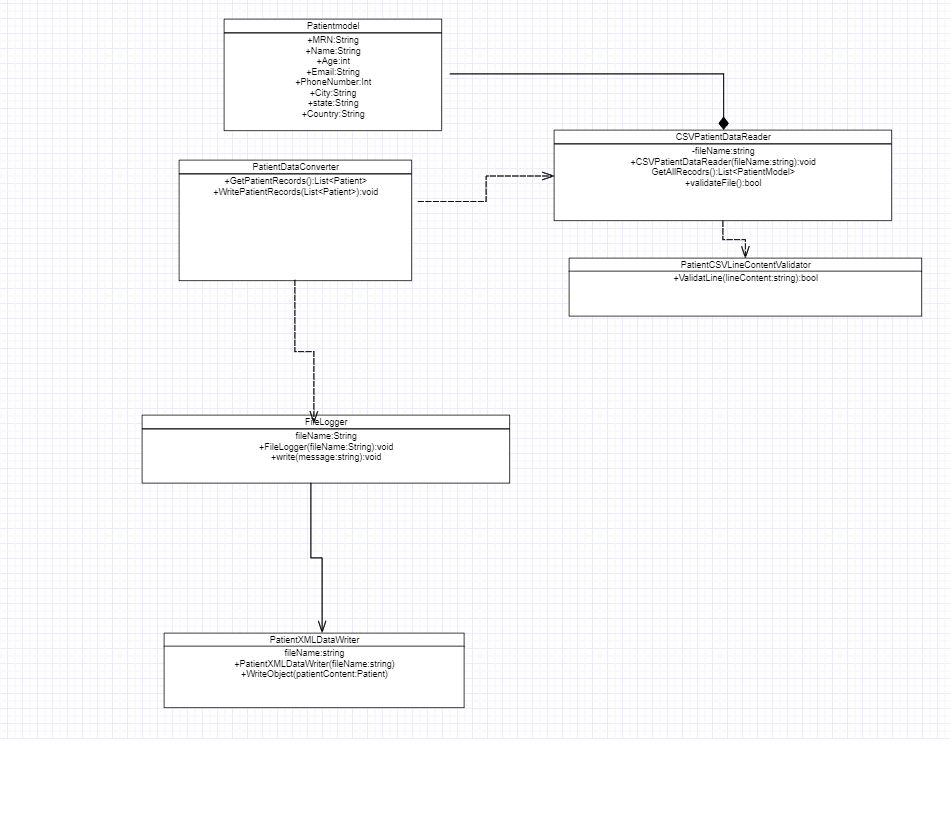 Patientmodel
+MRN:String
+Name:String
+Age:int
+Email:String
+PhoneNumber:Int
+City:String
+state:String
+Country:String
CSVPatientDataReader
-fileName:string
+CSVPatientDataReader(fileName:string):void
GetAllRecodrs():List<PatientModel>
+validateFile():bool
PatientDataConverter
+GetPatientRecords():List<Patient>
+WritePatientRecords(List<Patient>):void
PatientCSVLineContentValidator
+ValidatLine(lineContent:string):bool
FileLogger
fileName:String
+FileLogger(fileName:String):void
+write(message:string):void
PatientXMLDataWriter
fileName:string
+PatientXMLDataWriter(fileName:string)
+WriteObject(patientContent:Patient)